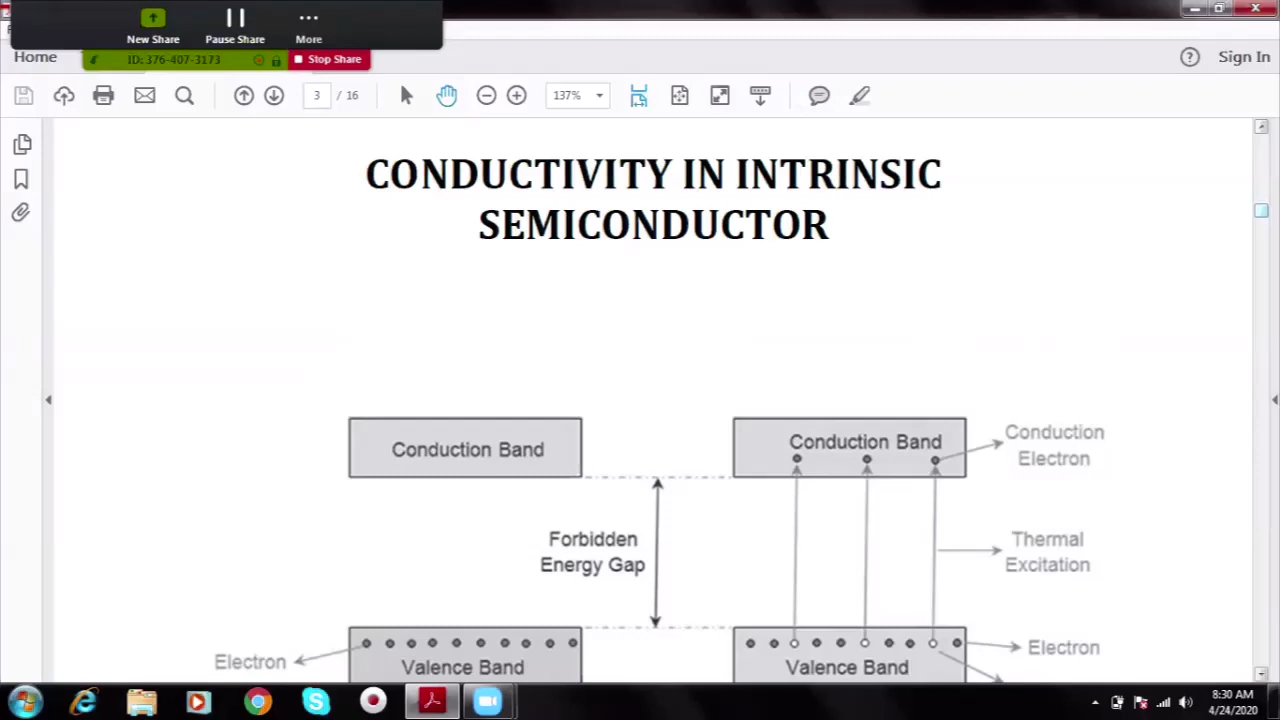 New Share
Pause Share
More
Home
ID: 376-407-3173
Stop Share
Sign In
3 / 16
137%
CONDUCTIVITY IN INTRINSIC
SEMICONDUCTOR
Conduction Band
Conduction Band
Conduction
Electron
Forbidden
Energy Gap
Thermal
Excitation
Electron
Valence Band
Valence Band
Electron
8:30 AM
4/24/2020